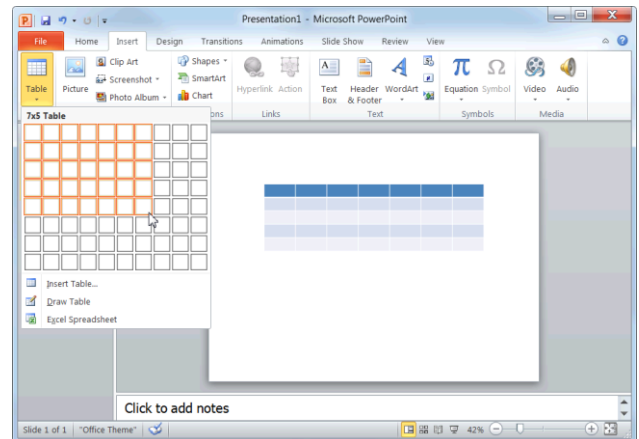 Presentation1 - Microsoft PowerPoint
File Home Insert Design Transitions Animations Slide Show Review View
Table
Picture
Clip Art
Screenshot
Photo Album
Shapes
SmartArt
Chart
Hyperlink Action
Text Box
Header & Footer
WordArt
Equation Symbol
Video Audio
ons Links Text Symbols Media
7x5 Table
Insert Table...
Draw Table
Excel Spreadsheet
Click to add notes
Slide 1 of 1 "Office Theme" 42%